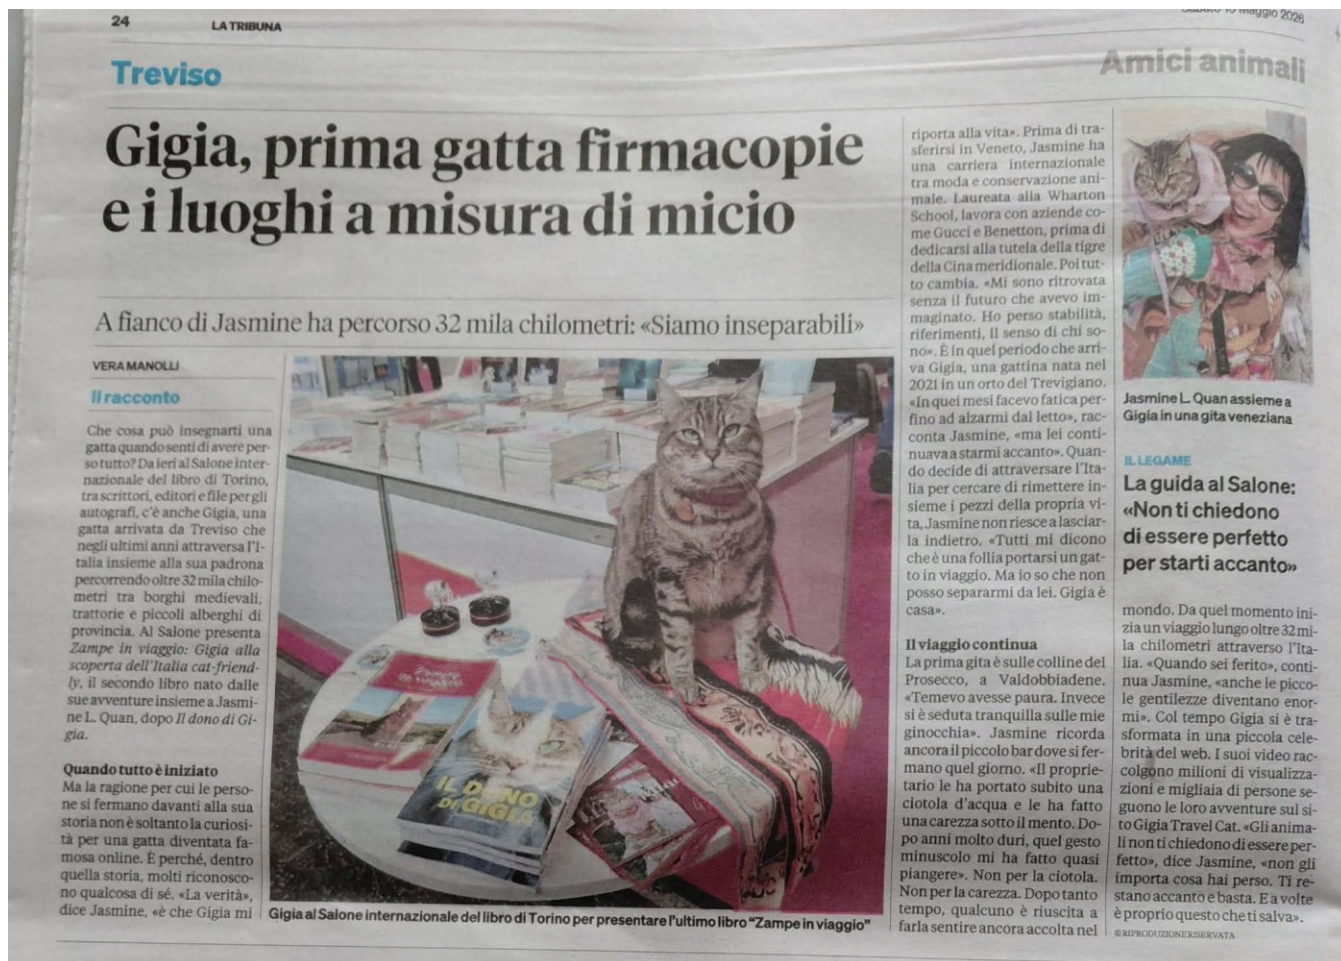 24
LA TRIBUNA
Maggio 2026
Treviso
Amici animali
Gigia, prima gatta firmacopie
e i luoghi a misura di micio
A fianco di Jasmine ha percorso 32 mila chilometri: «Siamo inseparabili»
VERA MANOLLI
Il racconto
Che cosa può insegnarti una
gatta quando senti di avere per-
so tutto? Da ieri al Salone inter-
nazionale del libro di Torino,
tra scrittori, editori e file per gli
autografi, c'è anche Gigia, una
gatta arrivata da Treviso che
negli ultimi anni attraversa l'I-
talia insieme alla sua padrona
percorrendo oltre 32 mila chilo-
metri tra borghi medievali,
trattorie e piccoli alberghi di
provincia. Al Salone presenta
Zampe in viaggio: Gigia alla
scoperta dell'Italia cat-friend-
ly, il secondo libro nato dalle
sue avventure insieme a Jasmi-
ne L. Quan, dopo Il dono di Gi-
gia.
Quando tutto è iniziato
Ma la ragione per cui le perso-
ne si fermano davanti alla sua
storia non è soltanto la curiosi-
tà per una gatta diventata fa-
mosa online. È perché, dentro
quella storia, molti riconosco-
no qualcosa di sé. «La verità»,
dice Jasmine, «è che Gigia mi
IL DONO
DI GIGIA
Gigia al Salone internazionale del libro di Torino per presentare l'ultimo libro "Zampe in viaggio"
riporta alla vita». Prima di tra-
sferirsi in Veneto, Jasmine ha
una carriera internazionale
tra moda e conservazione ani-
male. Laureata alla Wharton
School, lavora con aziende co-
me Gucci e Benetton, prima di
dedicarsi alla tutela della tigre
della Cina meridionale. Poi tut-
to cambia. «Mi sono ritrovata
senza il futuro che avevo im-
maginato. Ho perso stabilità,
riferimenti, il senso di chi so-
no». È in quel periodo che arri-
va Gigia, una gattina nata nel
2021 in un orto del Trevigiano.
«In quei mesi facevo fatica per-
fino ad alzarmi dal letto», rac-
conta Jasmine, «ma lei conti-
nuava a starmi accanto». Quan-
do decide di attraversare l'Ita-
lia per cercare di rimettere in-
sieme i pezzi della propria vi-
ta, Jasmine non riesce a lasciar-
la indietro. «Tutti mi dicono
che è una follia portarsi un gat-
to in viaggio. Ma io so che non
posso separarmi da lei. Gigia è
casa».
Il viaggio continua
La prima gita è sulle colline del
Prosecco, a Valdobbiadene.
«Temevo avesse paura. Invece
si è seduta tranquilla sulle mie
ginocchia». Jasmine ricorda
ancora il piccolo bar dove si fer-
mano quel giorno. «Il proprie-
tario le ha portato subito una
ciotola d'acqua e le ha fatto
una carezza sotto il mento. Do-
po anni molto duri, quel gesto
minuscolo mi ha fatto quasi
piangere». Non per la ciotola.
Non per la carezza. Dopo tanto
tempo, qualcuno è riuscita a
farla sentire ancora accolta nel
Jasmine L. Quan assieme a
Gigia in una gita veneziana
IL LEGAME
La guida al Salone:
«Non ti chiedono
di essere perfetto
per starti accanto»
mondo. Da quel momento ini-
zia un viaggio lungo oltre 32 mi-
la chilometri attraverso l'Ita-
lia. «Quando sei ferito», conti-
nua Jasmine, «anche le picco-
le gentilezze diventano enor-
mi». Col tempo Gigia si è tra-
sformata in una piccola cele-
brità del web. I suoi video rac-
colgono milioni di visualizza-
zioni e migliaia di persone se-
guono le loro avventure sul si-
to Gigia Travel Cat. «Gli anima-
li non ti chiedono di essere per-
fetto», dice Jasmine, «non gli
importa cosa hai perso. Ti re-
stano accanto e basta. E a volte
è proprio questo che ti salva».
©RIPRODUZIONE RISERVATA